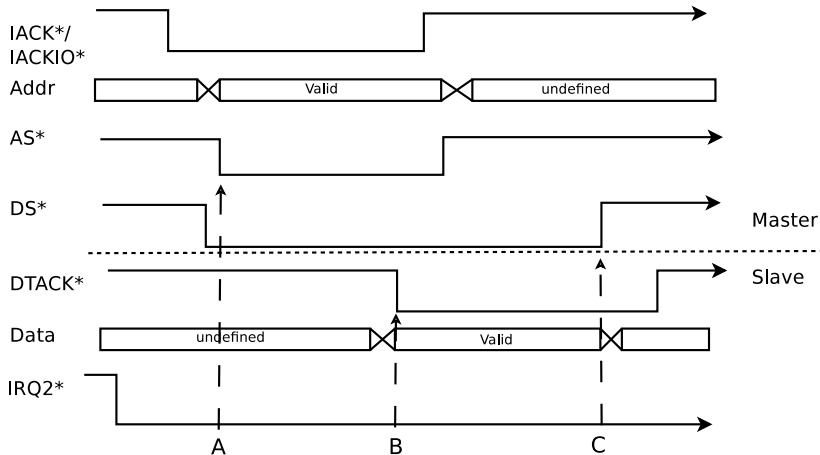 IACK*/
IACKIO*
Addr
Valid
undefined
AS*
DS*
Master
DTACK*
Slave
Data
undefined
Valid
IRQ2*
A
B
C